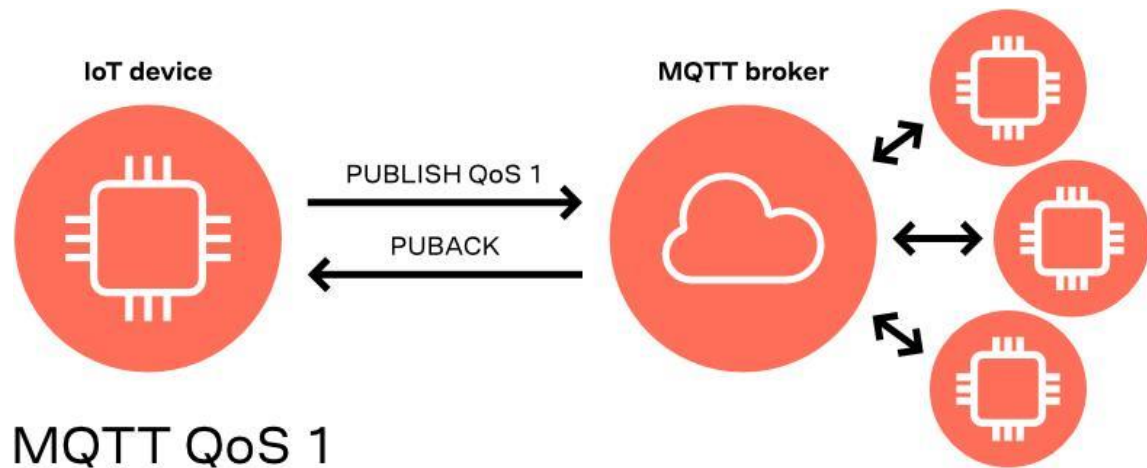 IoT device
MQTT broker
PUBLISH QoS 1
PUBACK
MQTT QoS 1